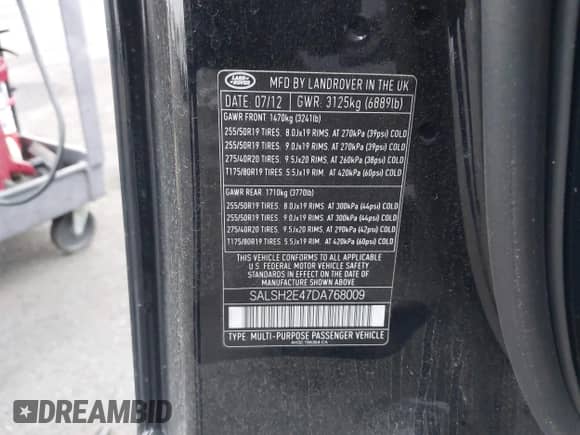 LAND ROVER
MFD BY LANDROVER IN THE UK
DATE: 07/12 GWR: 3125kg (6889lb)
GAWR FRONT 1470kg (3241lb)
255/50R19 TIRES. 8.0Jx19 RIMS. AT 270kPa (39psi) COLD
255/50R19 TIRES. 9.0Jx19 RIMS. AT 270kPa (39psi) COLD
275/40R20 TIRES. 9.5Jx20 RIMS. AT 260kPa (38psi) COLD
T175/80R19 TIRES. 5.5Jx19 RIM. AT 420kPa (60psi) COLD
GAWR REAR 1710kg (3770lb)
255/50R19 TIRES. 8.0Jx19 RIMS. AT 300kPa (44psi) COLD
255/50R19 TIRES. 9.0Jx19 RIMS. AT 300kPa (44psi) COLD
275/40R20 TIRES. 9.5Jx20 RIMS. AT 290kPa (42psi) COLD
T175/80R19 TIRES. 5.5Jx19 RIM. AT 420kPa (60psi) COLD
THIS VEHICLE CONFORMS TO ALL APPLICABLE
U.S. FEDERAL MOTOR VEHICLE SAFETY
STANDARDS IN EFFECT ON THE DATE OF
MANUFACTURE SHOWN ABOVE
SALSH2E47DA768009
TYPE: MULTI-PURPOSE PASSENGER VEHICLE
DREAMBID